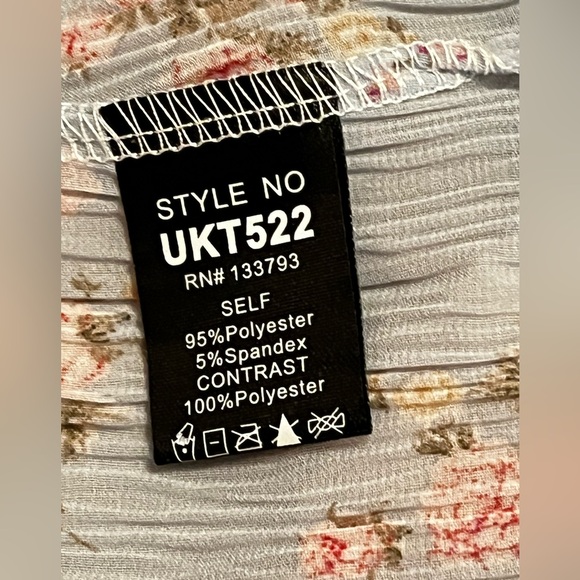 STYLE NO
UKT522
RN# 133793
SELF
95%Polyester
5%Spandex
CONTRAST
100%Polyester